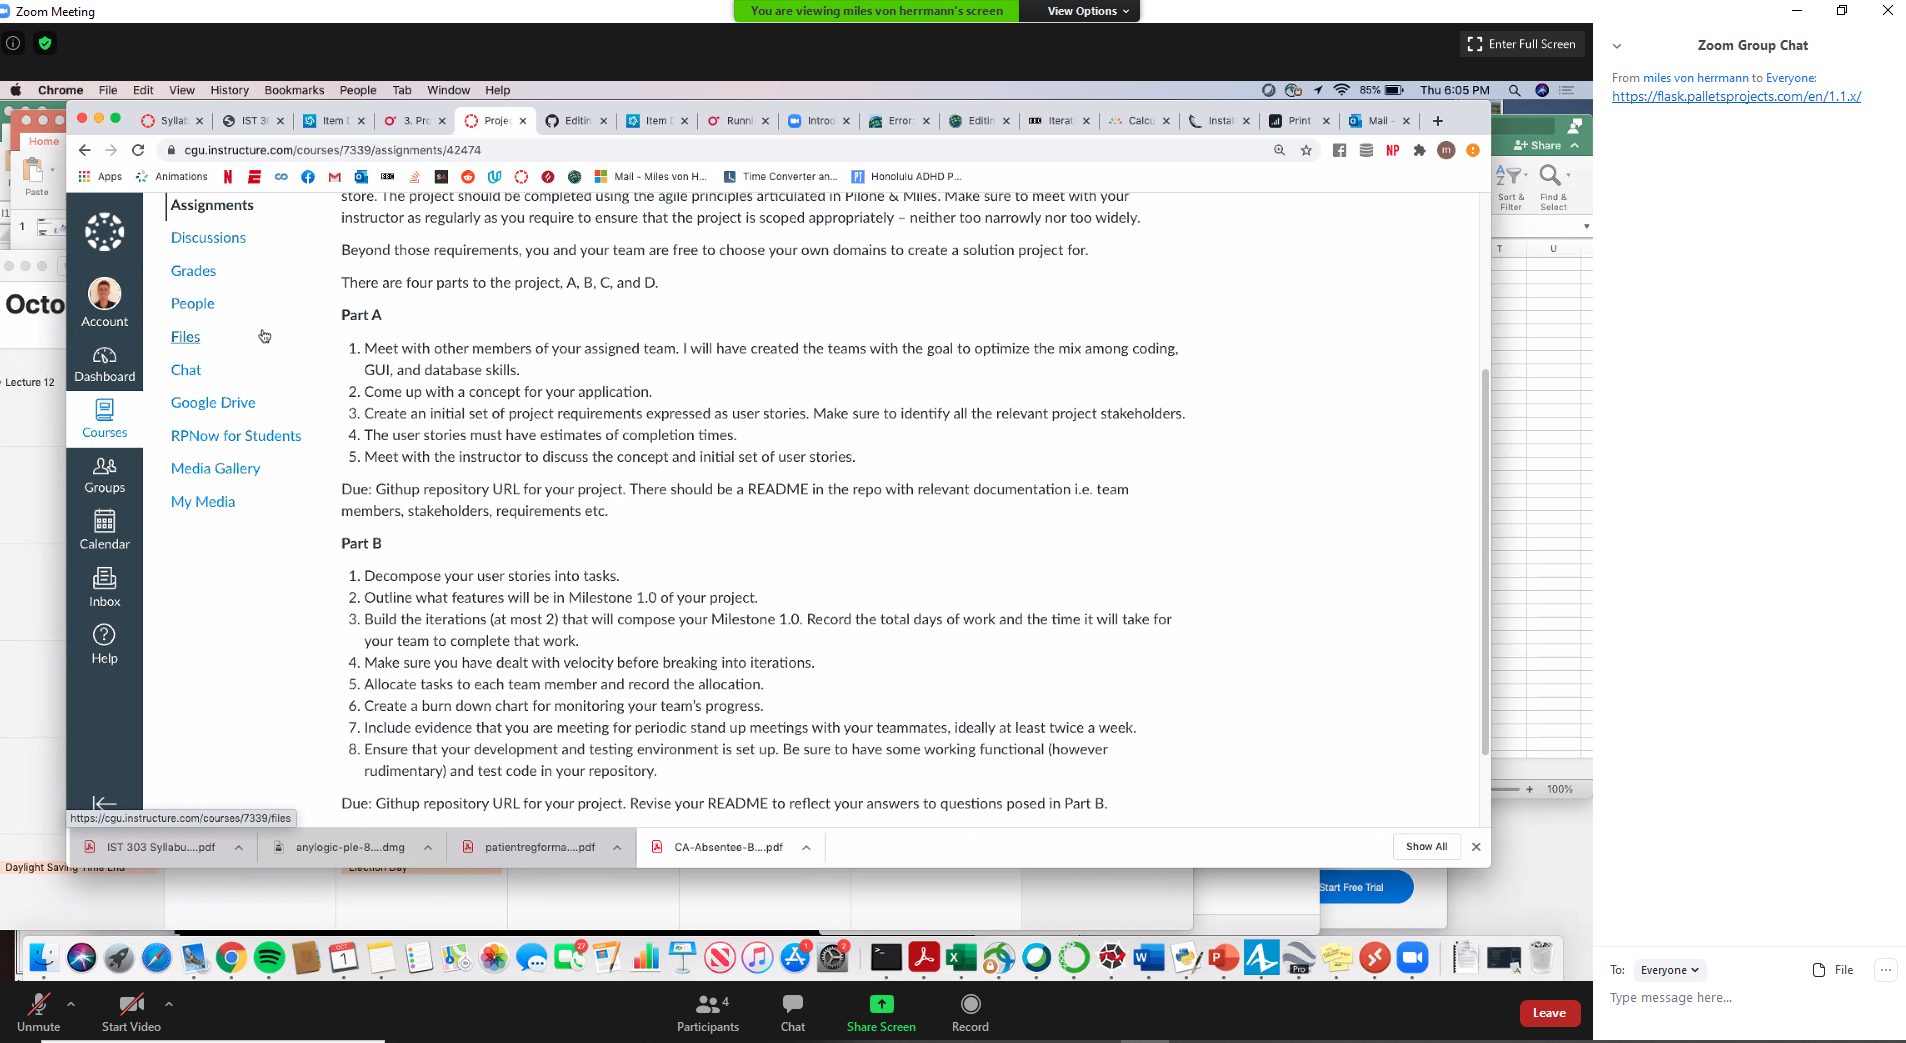 Zoom Meeting
You are viewing miles von herrmann's screen
View Options
Enter Full Screen
Chrome File Edit View History Bookmarks People Tab Window Help
85% Thu 6:05 PM
Syllab
IST 30
Item D
3. Pro
Projec
Editin
Item D
Runni
Introd
Error:
Editin
Iterat
Calcu
Install
Print
Mail -
cgu.instructure.com/courses/7339/assignments/42474
NP
m
Apps
Animations
Mail - Miles von H...
Time Converter an...
Honolulu ADHD P...
Home
Paste
1
Octo
Lecture 12
Account
Dashboard
Courses
Groups
Calendar
Inbox
Help
Assignments
Discussions
Grades
People
Files
Chat
Google Drive
RPNow for Students
Media Gallery
My Media
store. The project should be completed using the agile principles articulated in Pilone & Miles. Make sure to meet with your
instructor as regularly as you require to ensure that the project is scoped appropriately – neither too narrowly nor too widely.
Beyond those requirements, you and your team are free to choose your own domains to create a solution project for.
There are four parts to the project, A, B, C, and D.
Part A
1. Meet with other members of your assigned team. I will have created the teams with the goal to optimize the mix among coding,
GUI, and database skills.
2. Come up with a concept for your application.
3. Create an initial set of project requirements expressed as user stories. Make sure to identify all the relevant project stakeholders.
4. The user stories must have estimates of completion times.
5. Meet with the instructor to discuss the concept and initial set of user stories.
Due: Githup repository URL for your project. There should be a README in the repo with relevant documentation i.e. team
members, stakeholders, requirements etc.
Part B
1. Decompose your user stories into tasks.
2. Outline what features will be in Milestone 1.0 of your project.
3. Build the iterations (at most 2) that will compose your Milestone 1.0. Record the total days of work and the time it will take for
your team to complete that work.
4. Make sure you have dealt with velocity before breaking into iterations.
5. Allocate tasks to each team member and record the allocation.
6. Create a burn down chart for monitoring your team's progress.
7. Include evidence that you are meeting for periodic stand up meetings with your teammates, ideally at least twice a week.
8. Ensure that your development and testing environment is set up. Be sure to have some working functional (however
rudimentary) and test code in your repository.
Due: Githup repository URL for your project. Revise your README to reflect your answers to questions posed in Part B.
https://cgu.instructure.com/courses/7339/files
IST 303 Syllabu....pdf
anylogic-ple-8....dmg
patientregforma....pdf
CA-Absentee-B....pdf
Show All
Share
Sort &
Filter
Find &
Select
T U
100%
Daylight Saving Time End
Election Day
Start Free Trial
OCT
1
27
1
2
Pro
Unmute
Start Video
4
Participants
Chat
Share Screen
Record
Leave
Zoom Group Chat
From miles von herrmann to Everyone:
https://flask.palletsprojects.com/en/1.1.x/
To: Everyone
File
Type message here...